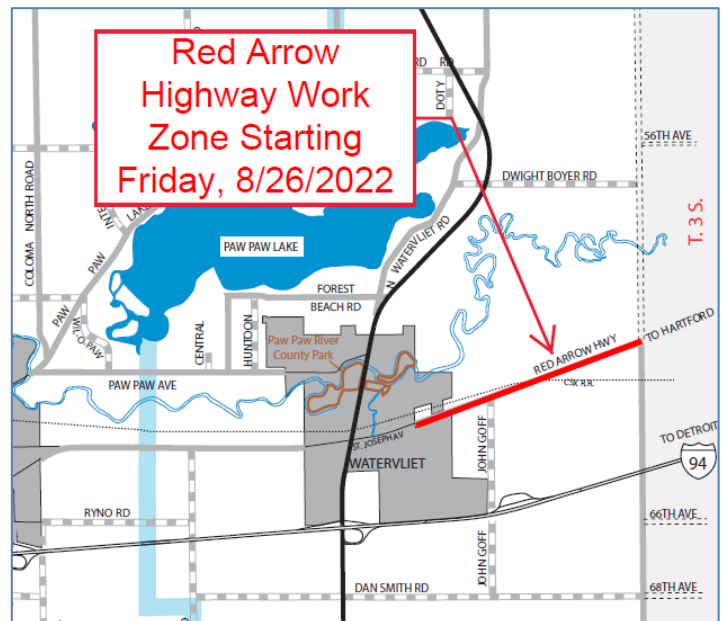 Red Arrow
Highway Work
Zone Starting
Friday, 8/26/2022
RD
RD
DOTY
56TH AVE
DWIGHT BOYER RD
COLOMA NORTH ROAD
LAKE
PAW PAW LAKE
N WATERVLIET RD
T. 3 S.
FOREST
BEACH RD
PAW PAW
WIL-O-PAW
CENTRAL
HUNTOON
Paw Paw River
County Park
RED ARROW HWY
TO HARTFORD
CSX R.R.
PAW PAW AVE
ST. JOSEPH AV
WATERVLIET
JOHN GOFF
TO DETROIT
94
RYNO RD
66TH AVE
JOHN GOFF
DAN SMITH RD
68TH AVE